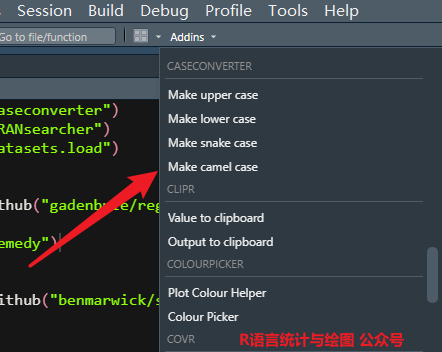 Session Build Debug Profile Tools Help
Go to file/function
Addins
CASECONVERTER
Make upper case
aseconverter")
Make lower case
RANsearcher")
Make snake case
atasets.load")
Make camel case
CLIPR
thub("gadenbuie/reg
Value to clipboard
Output to clipboard
emedy")
COLOURPICKER
ithub("benmarwick/s
Plot Colour Helper
Colour Picker
COVR
R语言统计与绘图 公众号